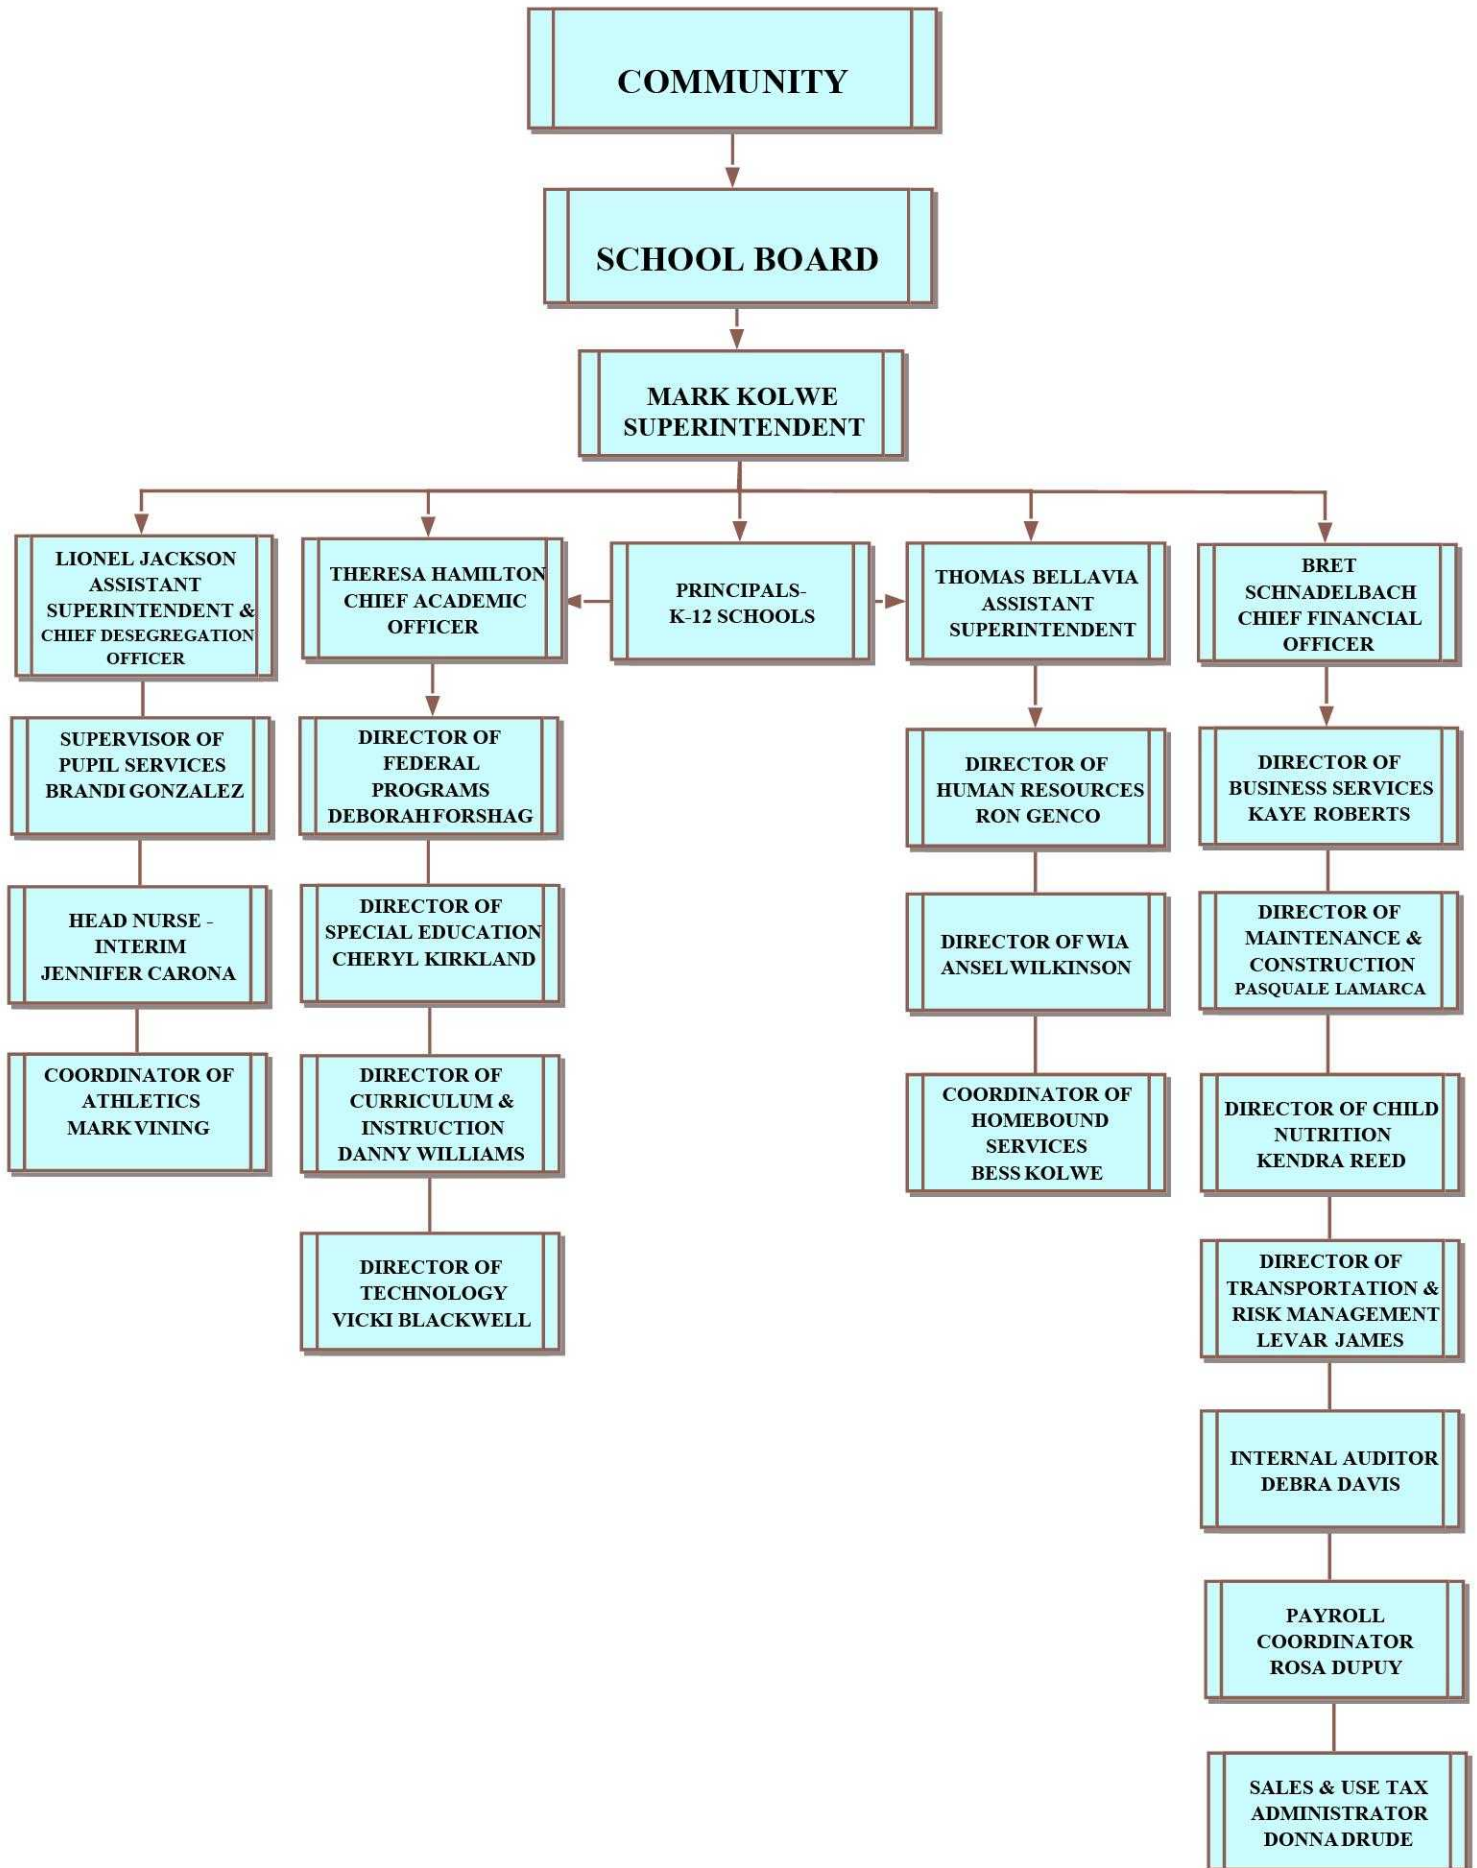 COMMUNITY
SCHOOL BOARD
MARK KOLWE
SUPERINTENDENT
LIONEL JACKSON
ASSISTANT
SUPERINTENDENT &
CHIEF DESEGREGATION
OFFICER
THERESA HAMILTON
CHIEF ACADEMIC
OFFICER
PRINCIPALS-
K-12 SCHOOLS
THOMAS BELLAVIA
ASSISTANT
SUPERINTENDENT
BRET
SCHNADELBACH
CHIEF FINANCIAL
OFFICER
SUPERVISOR OF
PUPIL SERVICES
BRANDI GONZALEZ
DIRECTOR OF
FEDERAL
PROGRAMS
DEBORAH FORSHAG
DIRECTOR OF
HUMAN RESOURCES
RON GENCO
DIRECTOR OF
BUSINESS SERVICES
KAYE ROBERTS
HEAD NURSE -
INTERIM
JENNIFER CARONA
DIRECTOR OF
SPECIAL EDUCATION
CHERYL KIRKLAND
DIRECTOR OF WIA
ANSEL WILKINSON
DIRECTOR OF
MAINTENANCE &
CONSTRUCTION
PASQUALE LAMARCA
COORDINATOR OF
ATHLETICS
MARK VINING
DIRECTOR OF
CURRICULUM &
INSTRUCTION
DANNY WILLIAMS
COORDINATOR OF
HOMEBOUND
SERVICES
BESS KOLWE
DIRECTOR OF CHILD
NUTRITION
KENDRA REED
DIRECTOR OF
TECHNOLOGY
VICKI BLACKWELL
DIRECTOR OF
TRANSPORTATION &
RISK MANAGEMENT
LEVAR JAMES
INTERNAL AUDITOR
DEBRA DAVIS
PAYROLL
COORDINATOR
ROSA DUPUY
SALES & USE TAX
ADMINISTRATOR
DONNA DRUDE